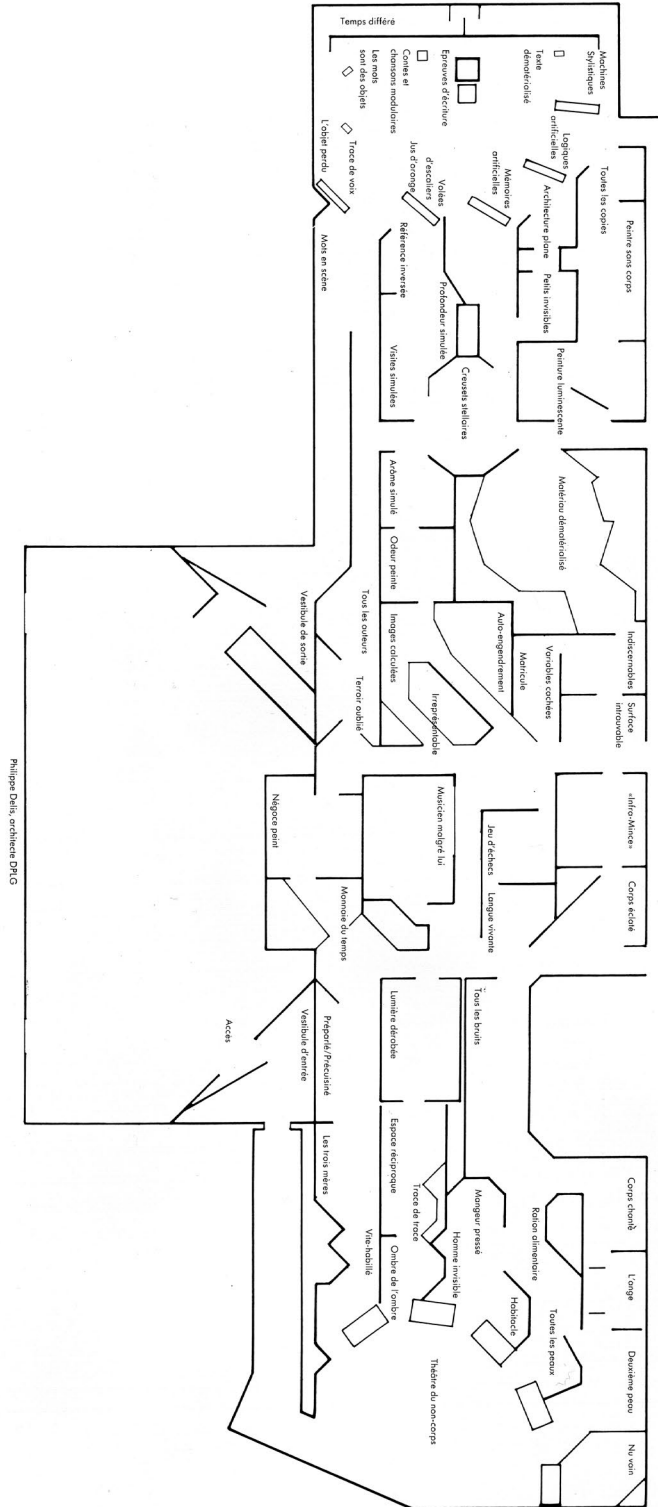 Temps différé
Machines
Stylistiques
Texte
dématérialisé
Epreuves d'écriture
Contes et
chansons modulaires
Les mots
sont des objets
Logiques
artificielles
Mémoires
artificielles
Volées
d'escaliers
Jus d'orange
Trace de voix
L'objet perdu
Peintre sans corps
Toutes les copies
Architecture plane
Petits invisibles
Peinture luminescente
Référence inversée
Profondeur simulée
Visites simulées
Creusets stellaires
Mots en scène
Matériau dématérialisé
Arôme simulé
Odeur peinte
Images calculées
Auto-engendrement
Irreprésentable
Matricule
Variables cachées
Indiscernables
Surface
introuvable
Tous les auteurs
Terroir oublié
Vestibule de sortie
«Infra-Mince»
Corps éclaté
Jeu d'échecs
Langue vivante
Musicien malgré lui
Négoce peint
Monnaie du temps
Tous les bruits
Lumière dérobée
Préparlé/Précuisiné
Vestibule d'entrée
Accès
Les trois mères
Espace réciproque
Trace de trace
Mangeur pressé
Ration alimentaire
Corps chanté
L'ange
Deuxième peau
Nu vain
Toutes les peaux
Habitacle
Homme invisible
Ombre de l'ombre
Vite-habillé
Théâtre du non-corps
Philippe Delis, architecte DPLG